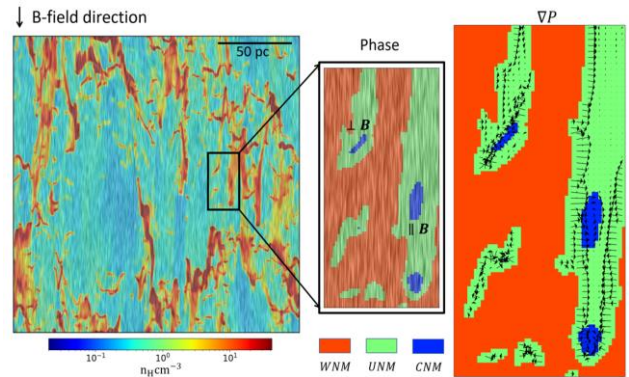 ↓ B-field direction
50 pc
Phase
∇P
⊥ B
∥ B
10⁻¹ 10⁰ 10¹
n_H cm⁻³
WNM UNM CNM